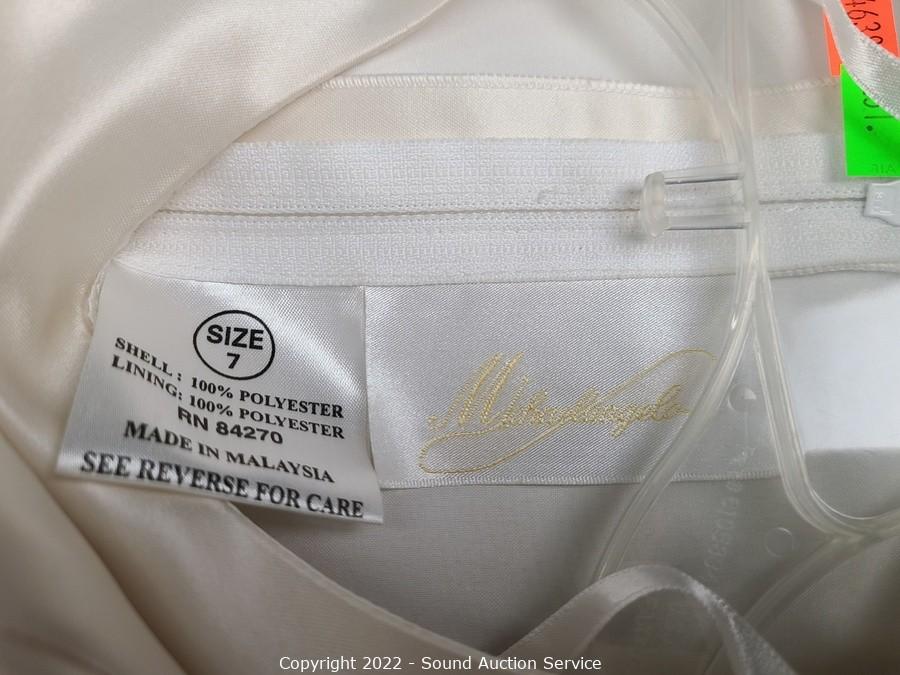 SIZE
7
SHELL: 100% POLYESTER
LINING: 100% POLYESTER
RN 84270
MADE IN MALAYSIA
SEE REVERSE FOR CARE
Copyright 2022 - Sound Auction Service